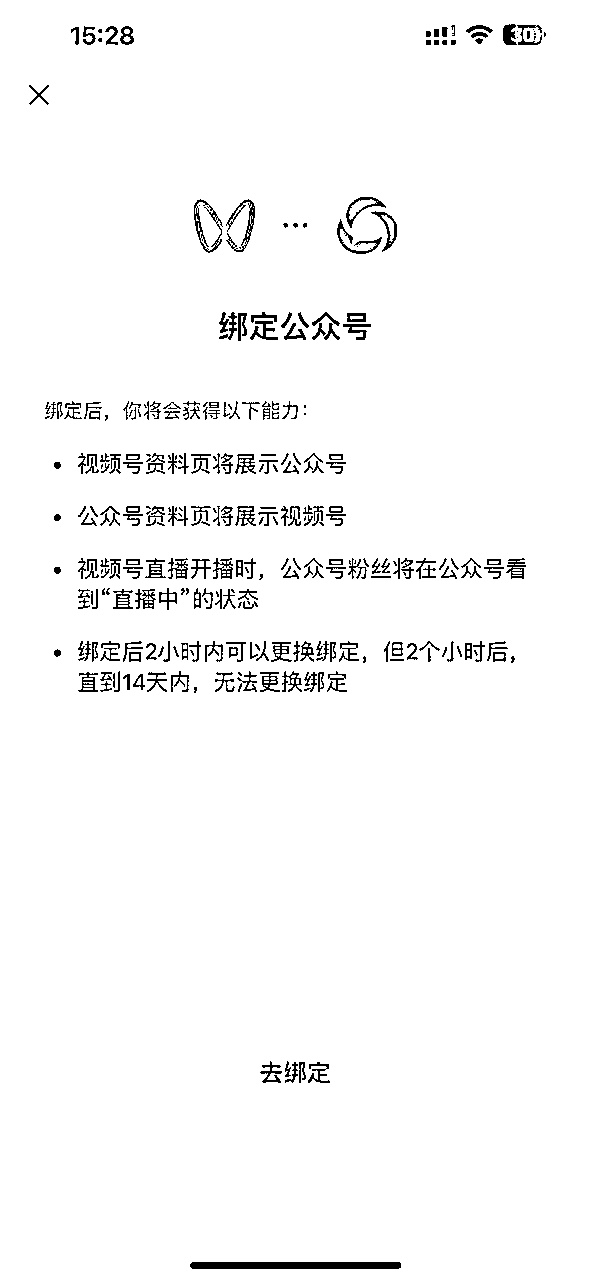 15:28
30
绑定公众号
绑定后，你将会获得以下能力：
• 视频号资料页将展示公众号
• 公众号资料页将展示视频号
• 视频号直播开播时，公众号粉丝将在公众号看
到“直播中”的状态
• 绑定后2小时内可以更换绑定，但2个小时后，
直到14天内，无法更换绑定
去绑定